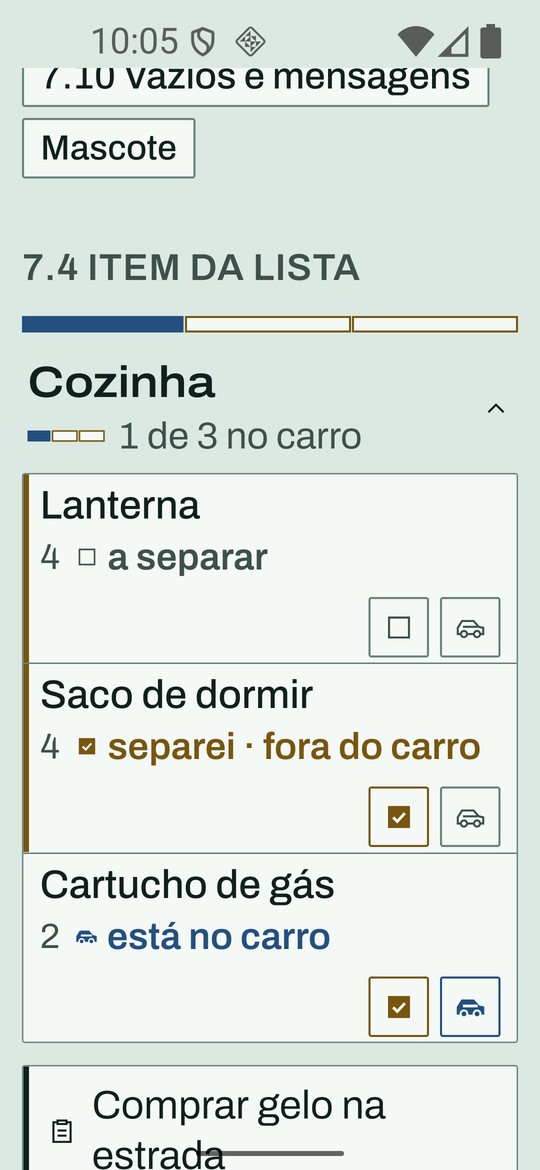 10:05
7.10 Vazios e mensagens
Mascote
7.4 ITEM DA LISTA
Cozinha
1 de 3 no carro
Lanterna
4 a separar
Saco de dormir
4 separei · fora do carro
Cartucho de gás
2 está no carro
Comprar gelo na
estrada